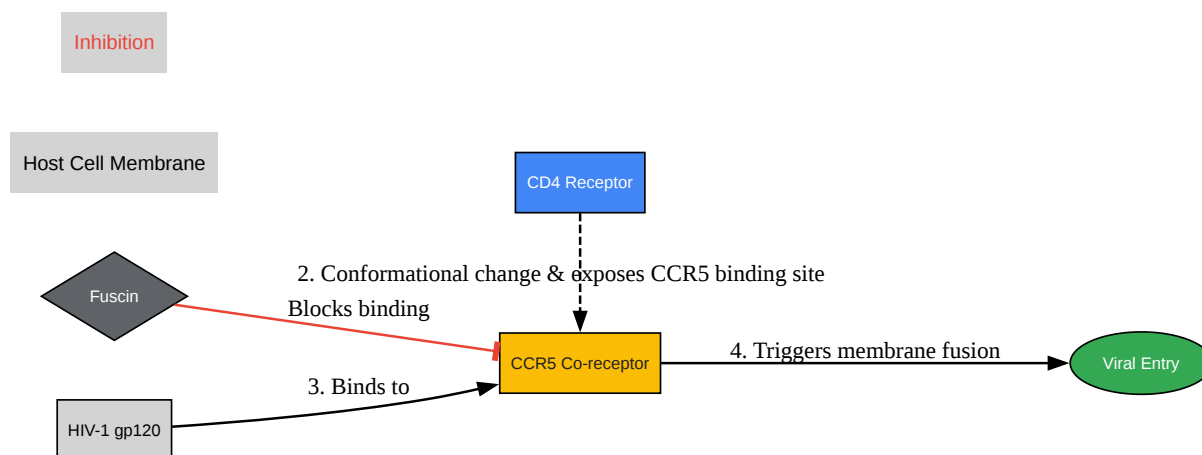 Inhibition
Host Cell Membrane
CD4 Receptor
2. Conformational change & exposes CCR5 binding site
Fuscin
Blocks binding
CCR5 Co-receptor
4. Triggers membrane fusion
Viral Entry
3. Binds to
HIV-1 gp120